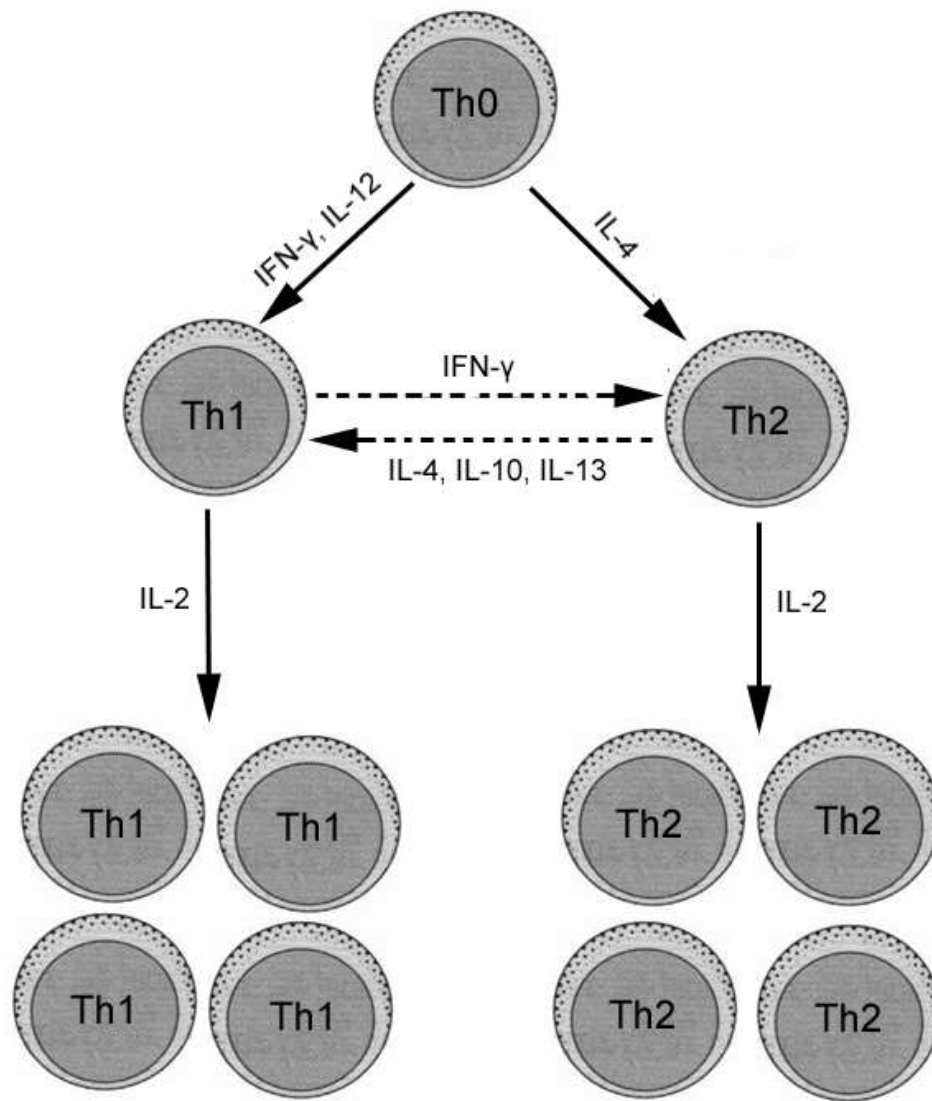 Th0
IFN-γ, IL-12
IL-4
Th1
IFN-γ
Th2
IL-4, IL-10, IL-13
IL-2
IL-2
Th1
Th1
Th2
Th2
Th1
Th1
Th2
Th2